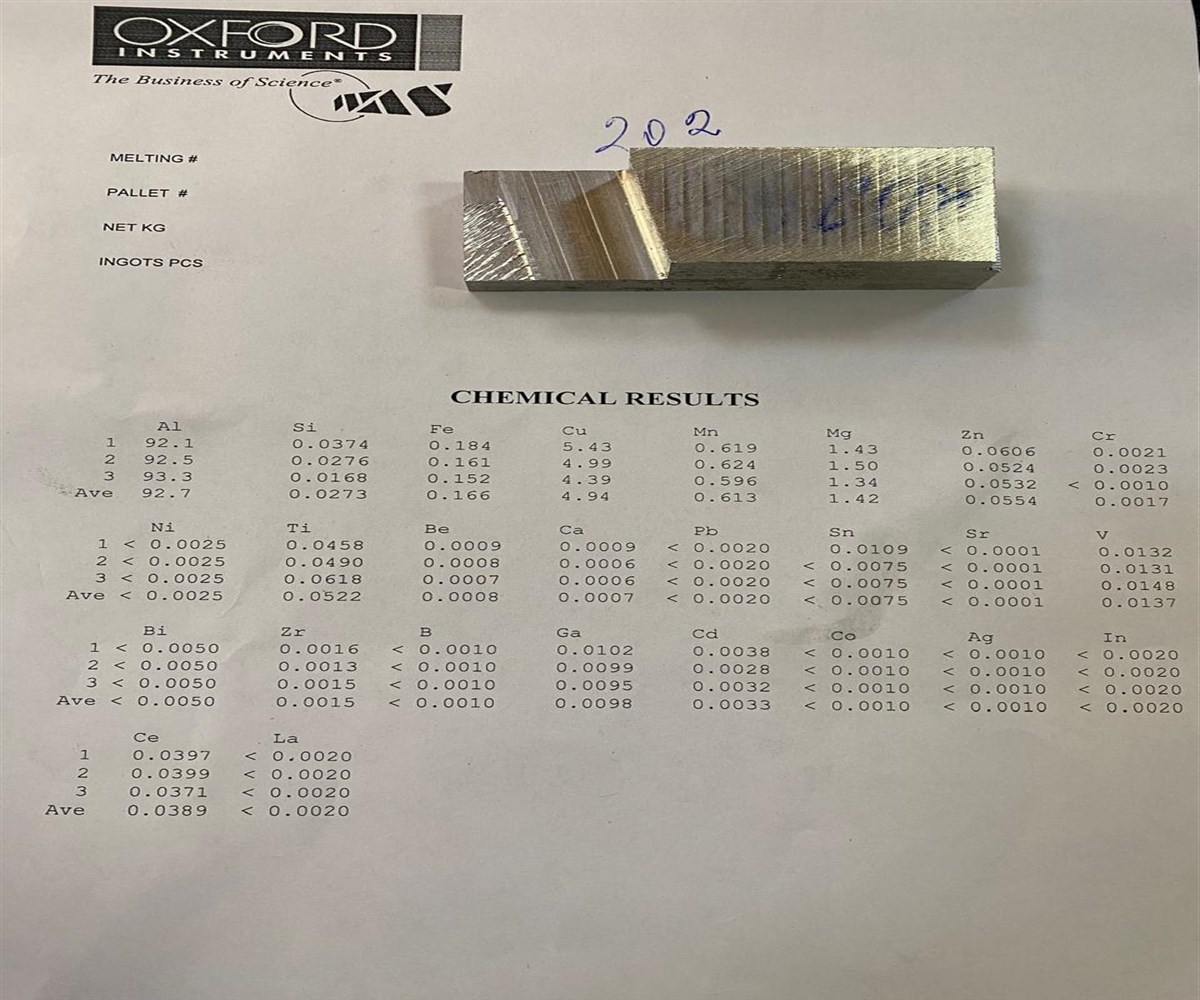 OXFORD
INSTRUMENTS
The Business of Science®
WAS
202
MELTING #
PALLET #
NET KG
INGOTS PCS
CHEMICAL RESULTS
Al Si Fe Cu Mn Mg Zn Cr
1 92.1 0.0374 0.184 5.43 0.619 1.43 0.0606 0.0021
2 92.5 0.0276 0.161 4.99 0.624 1.50 0.0524 0.0023
3 93.3 0.0168 0.152 4.39 0.596 1.34 0.0532 < 0.0010
Ave 92.7 0.0273 0.166 4.94 0.613 1.42 0.0554 0.0017
Ni Ti Be Ca Pb Sn Sr V
1 < 0.0025 0.0458 0.0009 0.0009 < 0.0020 0.0109 < 0.0001 0.0132
2 < 0.0025 0.0490 0.0008 0.0006 < 0.0020 < 0.0075 < 0.0001 0.0131
3 < 0.0025 0.0618 0.0007 0.0006 < 0.0020 < 0.0075 < 0.0001 0.0148
Ave < 0.0025 0.0522 0.0008 0.0007 < 0.0020 < 0.0075 < 0.0001 0.0137
Bi Zr B Ga Cd Co Ag In
1 < 0.0050 0.0016 < 0.0010 0.0102 0.0038 < 0.0010 < 0.0010 < 0.0020
2 < 0.0050 0.0013 < 0.0010 0.0099 0.0028 < 0.0010 < 0.0010 < 0.0020
3 < 0.0050 0.0015 < 0.0010 0.0095 0.0032 < 0.0010 < 0.0010 < 0.0020
Ave < 0.0050 0.0015 < 0.0010 0.0098 0.0033 < 0.0010 < 0.0010 < 0.0020
Ce La
1 0.0397 < 0.0020
2 0.0399 < 0.0020
3 0.0371 < 0.0020
Ave 0.0389 < 0.0020